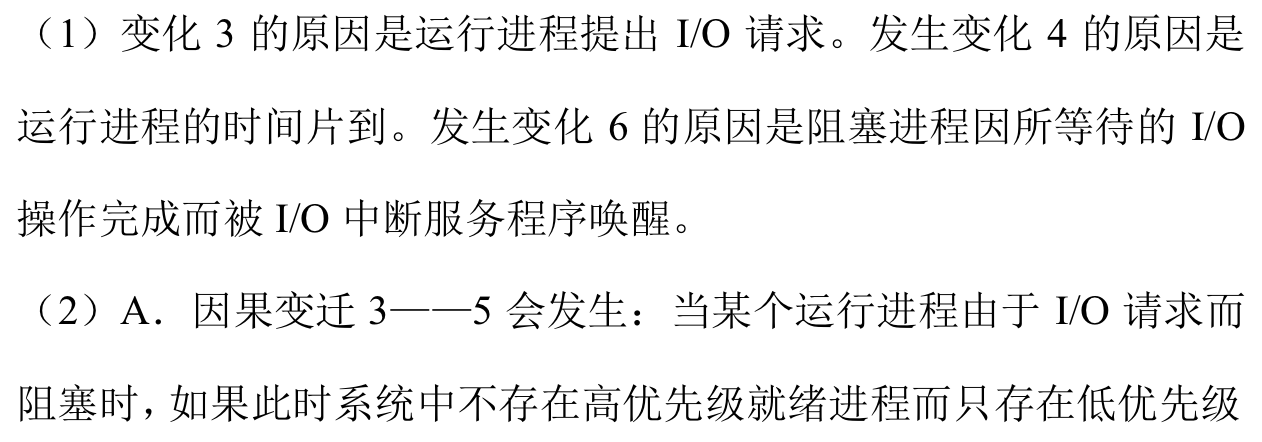 （1）变化 3 的原因是运行进程提出 I/O 请求。发生变化 4 的原因是
运行进程的时间片到。发生变化 6 的原因是阻塞进程因所等待的 I/O
操作完成而被 I/O 中断服务程序唤醒。
（2）A．因果变迁 3——5 会发生：当某个运行进程由于 I/O 请求而
阻塞时，如果此时系统中不存在高优先级就绪进程而只存在低优先级